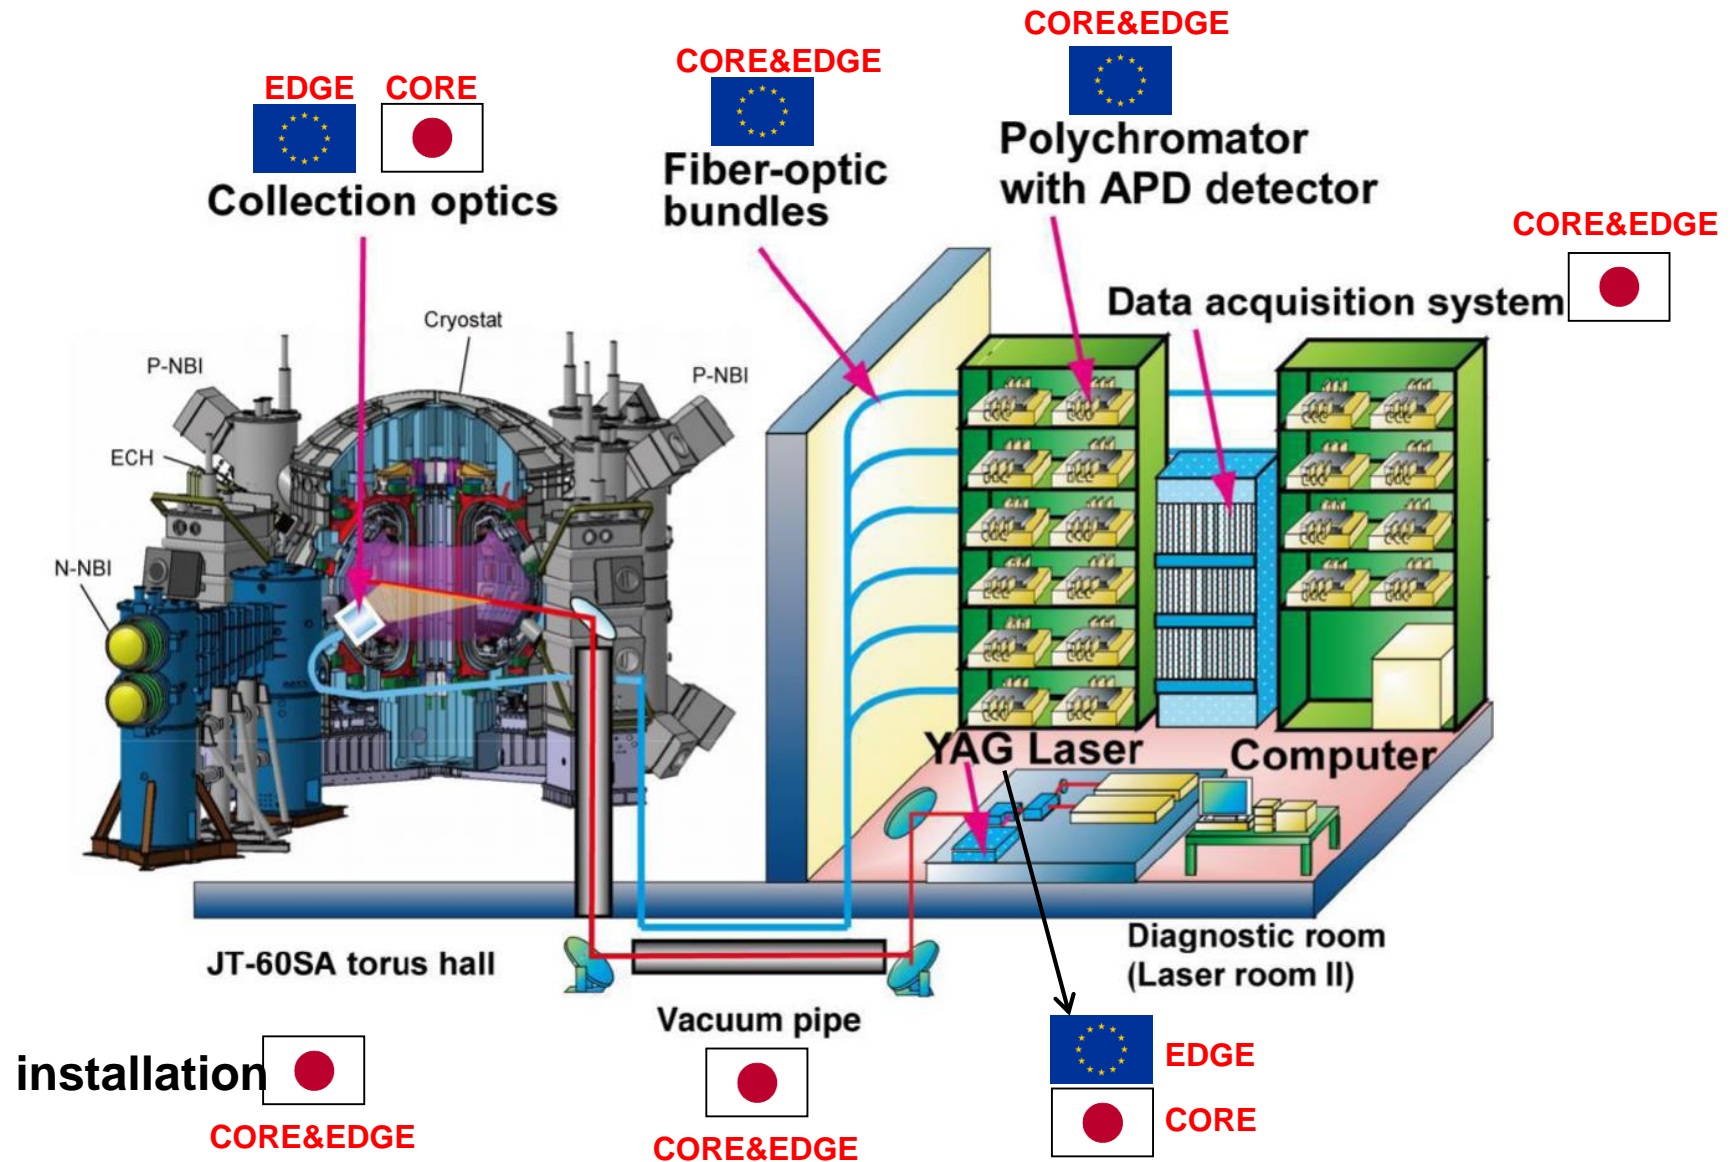 CORE&EDGE
CORE&EDGE
EDGE CORE
Collection optics
Fiber-optic
bundles
Polychromator
with APD detector
CORE&EDGE
Data acquisition system
Cryostat
P-NBI
P-NBI
ECH
N-NBI
YAG Laser
Computer
JT-60SA torus hall
Diagnostic room
(Laser room II)
Vacuum pipe
installation
CORE&EDGE
CORE&EDGE
EDGE
CORE